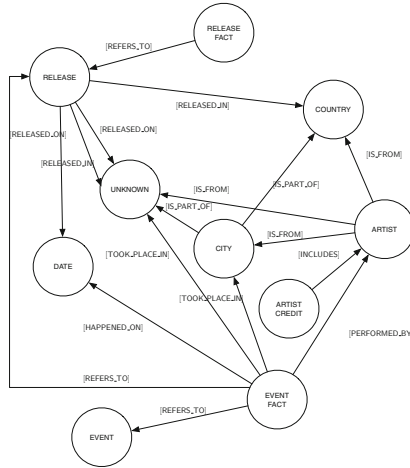 RELEASE
FACT
[REFERS_TO]
RELEASE
[RELEASED_IN]
COUNTRY
[RELEASED_ON]
[RELEASED_ON]
[RELEASED_IN]
[IS_FROM]
UNKNOWN
[IS_FROM]
[IS_PART_OF]
[IS_PART_OF]
ARTIST
[IS_FROM]
CITY
[TOOK_PLACE_IN]
[INCLUDES]
DATE
[TOOK_PLACE_IN]
ARTIST
CREDIT
[HAPPENED_ON]
[PERFORMED_BY]
[REFERS_TO]
EVENT
FACT
[REFERS_TO]
EVENT